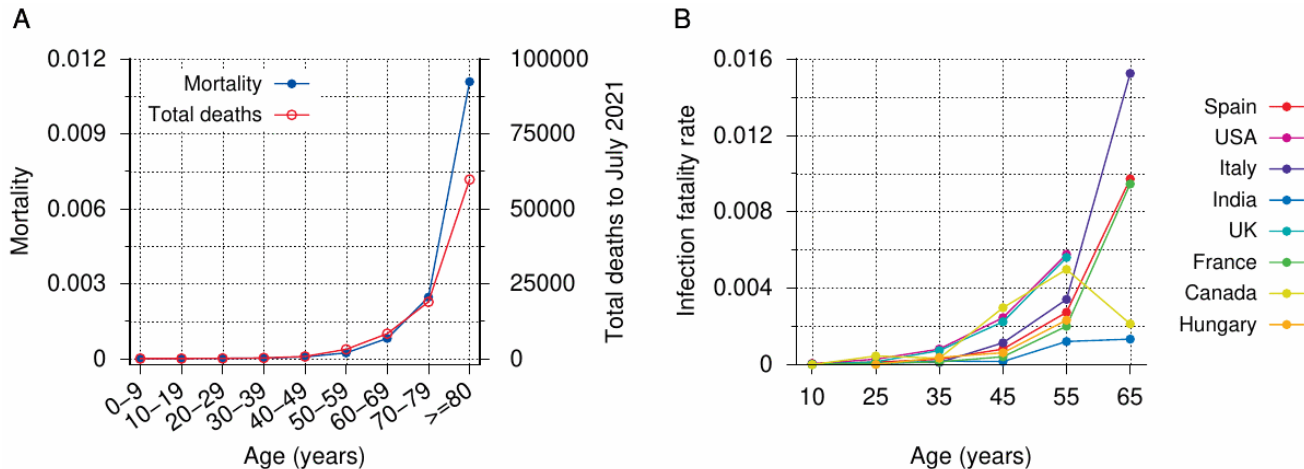 A
0.012
0.009
0.006
0.003
0
Mortality
Mortality
Total deaths
100000
75000
50000
25000
0
Total deaths to July 2021
0–9
10–19
20–29
30–39
40–49
50–59
60–69
70–79
>=80
Age (years)
B
0.016
0.012
0.008
0.004
0
Infection fatality rate
10
25
35
45
55
65
Age (years)
Spain
USA
Italy
India
UK
France
Canada
Hungary